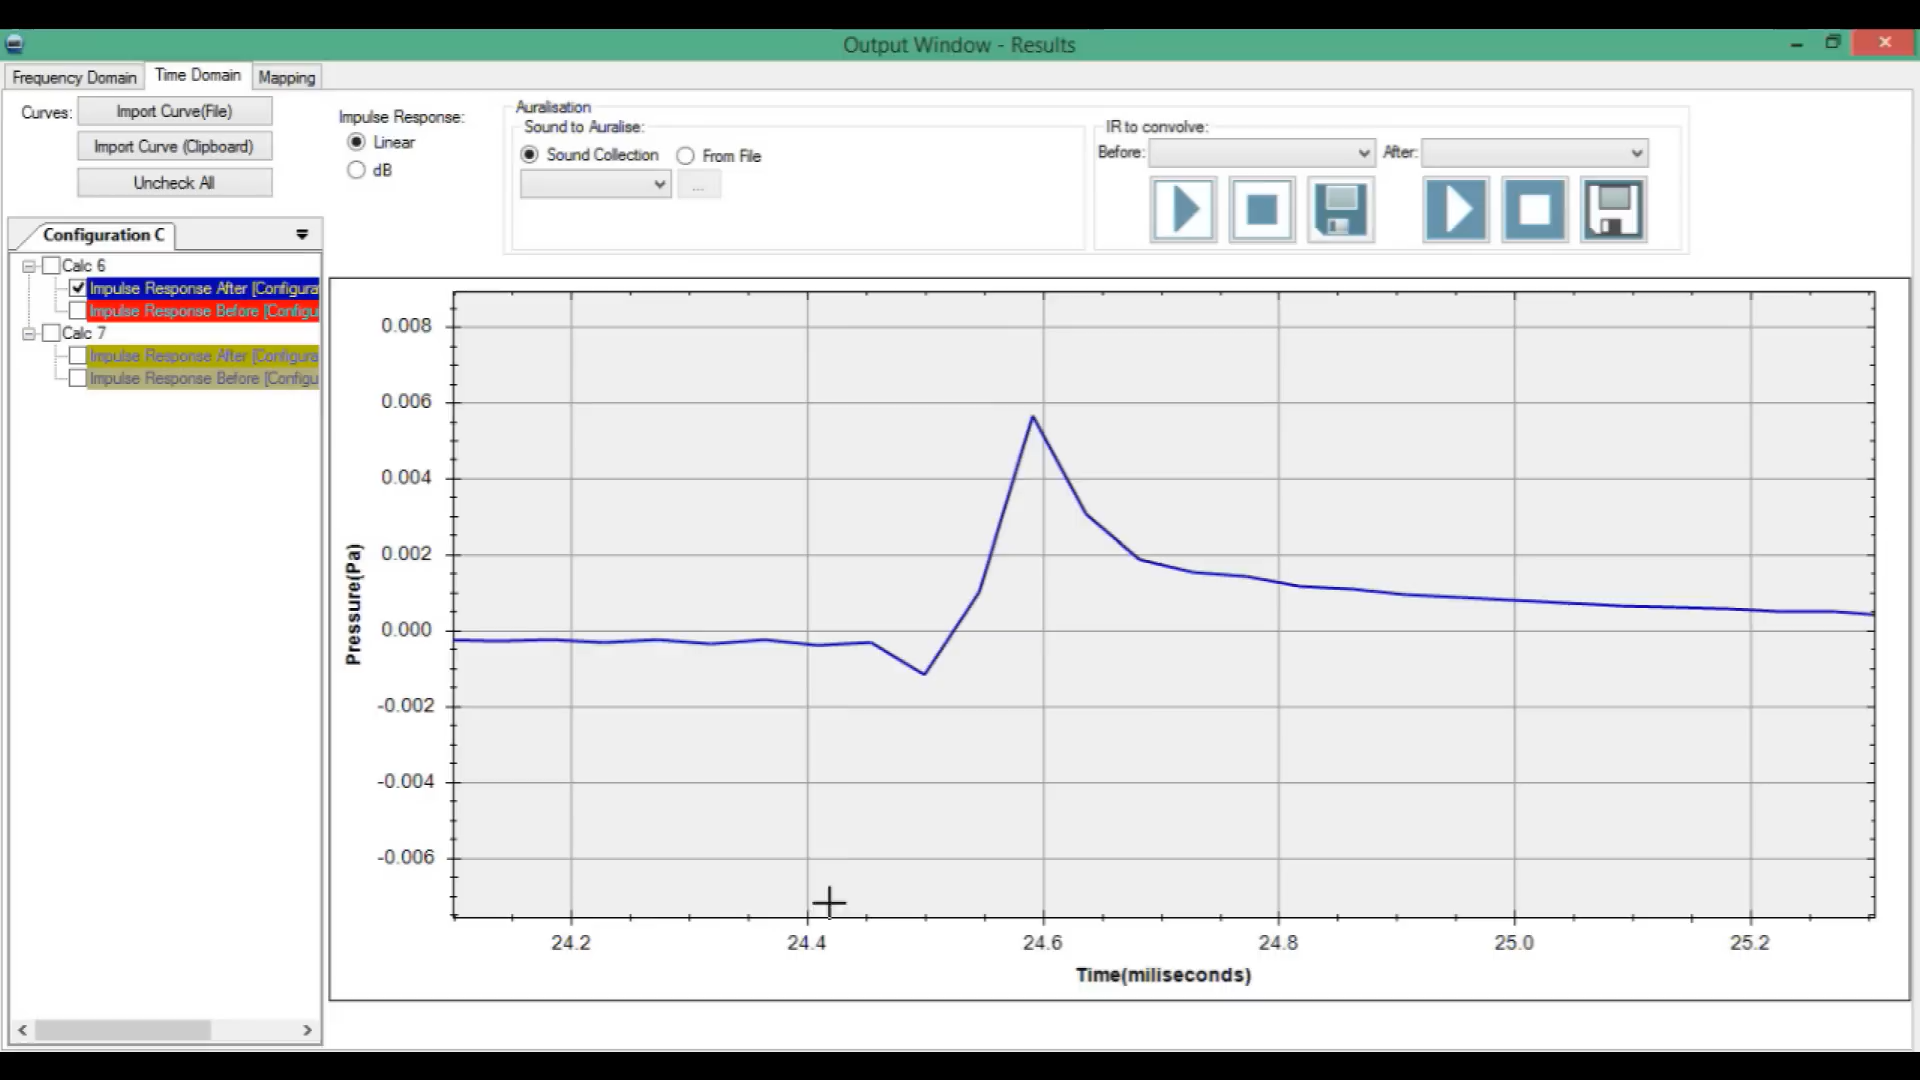 Output Window - Results
Frequency Domain Time Domain Mapping
Curves: Import Curve(File)
Import Curve (Clipboard)
Uncheck All
Impulse Response:
Linear
dB
Auralisation
Sound to Auralise:
Sound Collection From File
...
IR to convolve:
Before: After:
Configuration C
Calc 6
Impulse Response After [Configura
Impulse Response Before [Configu
Calc 7
Impulse Response After [Configura
Impulse Response Before [Configu
0.008
0.006
0.004
0.002
0.000
-0.002
-0.004
-0.006
Pressure(Pa)
24.2 24.4 24.6 24.8 25.0 25.2
Time(miliseconds)